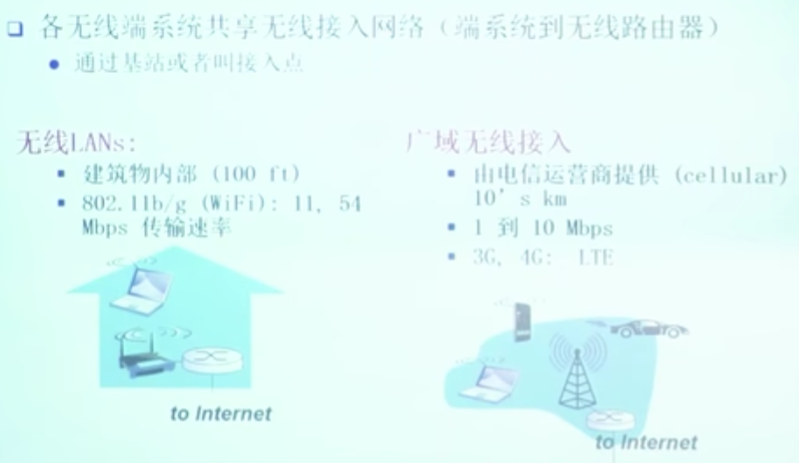 各无线端系统共享无线接入网络（端系统到无线路由器）
通过基站或者叫接入点
无线LANs:
建筑物内部 (100 ft)
802.11b/g (WiFi): 11, 54
Mbps 传输速率
to Internet
广域无线接入
由电信运营商提供 (cellular)
10's km
1 到 10 Mbps
3G, 4G: LTE
to Internet